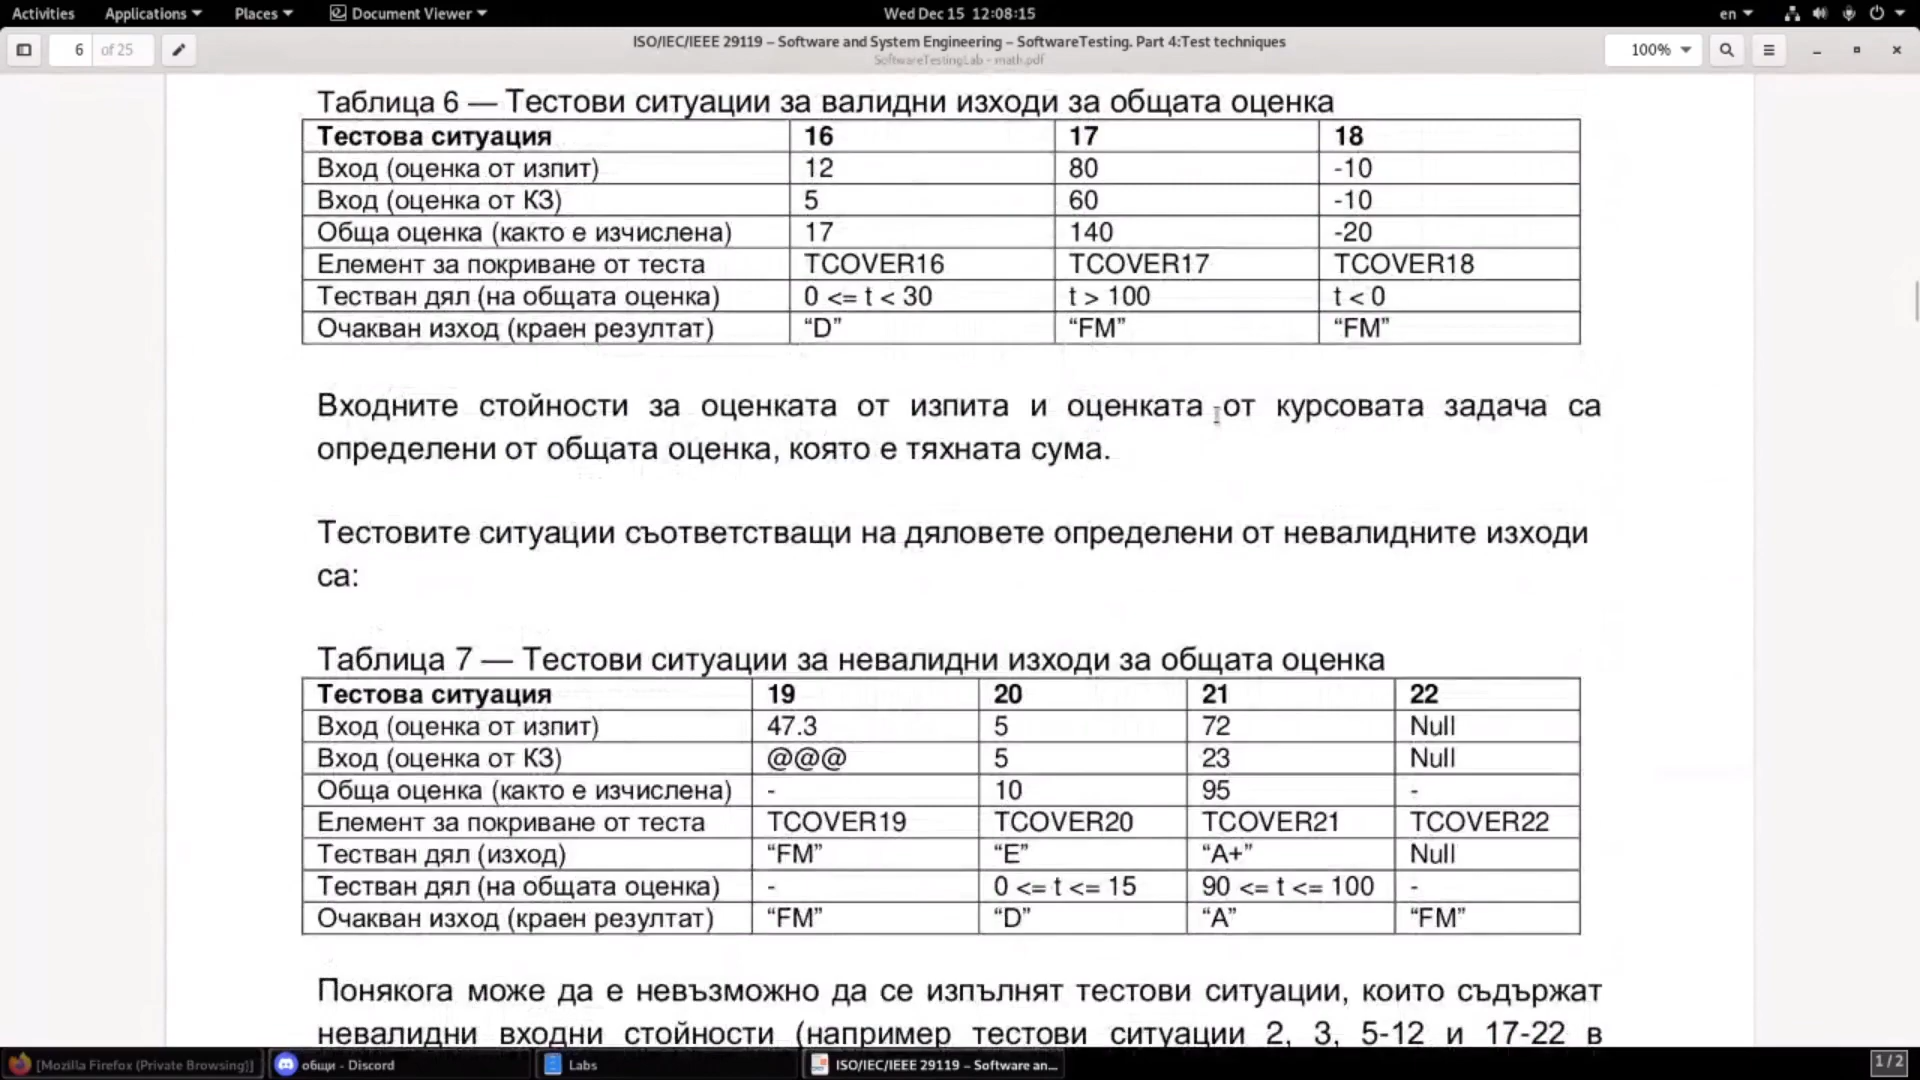 Activities Applications Places Document Viewer Wed Dec 15 12:08:15 en
6 of 25 ISO/IEC/IEEE 29119 – Software and System Engineering – SoftwareTesting. Part 4:Test techniques 100%
SoftwareTestingLab - math.pdf
Таблица 6 — Тестови ситуации за валидни изходи за общата оценка
Тестова ситуация 16 17 18
Вход (оценка от изпит) 12 80 -10
Вход (оценка от КЗ) 5 60 -10
Обща оценка (както е изчислена) 17 140 -20
Елемент за покриване от теста TCOVER16 TCOVER17 TCOVER18
Тестван дял (на общата оценка) 0 <= t < 30 t > 100 t < 0
Очакван изход (краен резултат) “D” “FM” “FM”
Входните стойности за оценката от изпита и оценката от курсовата задача са
определени от общата оценка, която е тяхната сума.
Тестовите ситуации съответстващи на дяловете определени от невалидните изходи
са:
Таблица 7 — Тестови ситуации за невалидни изходи за общата оценка
Тестова ситуация 19 20 21 22
Вход (оценка от изпит) 47.3 5 72 Null
Вход (оценка от КЗ) @@@ 5 23 Null
Обща оценка (както е изчислена) - 10 95 -
Елемент за покриване от теста TCOVER19 TCOVER20 TCOVER21 TCOVER22
Тестван дял (изход) “FM” “E” “A+” Null
Тестван дял (на общата оценка) - 0 <= t <= 15 90 <= t <= 100 -
Очакван изход (краен резултат) “FM” “D” “A” “FM”
Понякога може да е невъзможно да се изпълнят тестови ситуации, които съдържат
невалидни входни стойности (например тестови ситуации 2, 3, 5-12 и 17-22 в
[Mozilla Firefox (Private Browsing)] общи - Discord Labs ISO/IEC/IEEE 29119 – Software an... 1 / 2